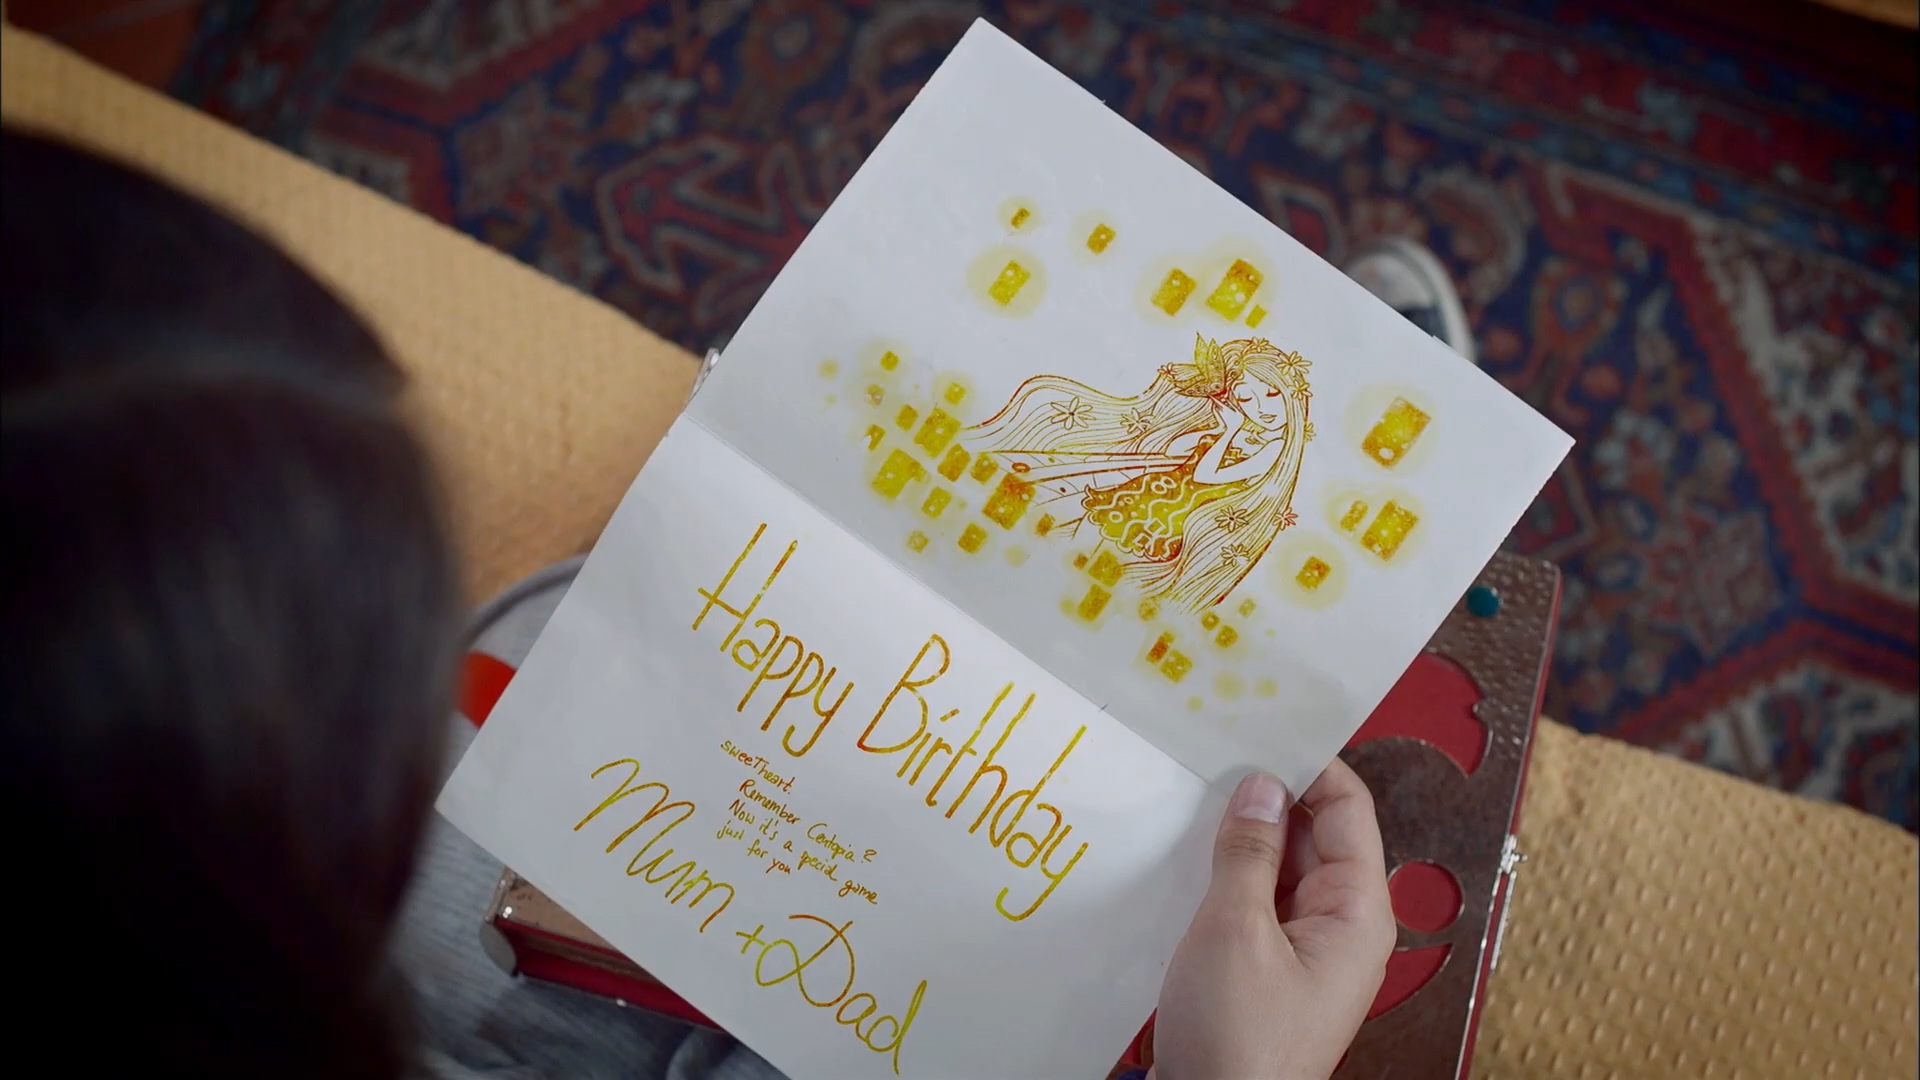 Happy Birthday
sweetheart.
Remember Centopia?
Now it's a special game
just for you
Mum + Dad